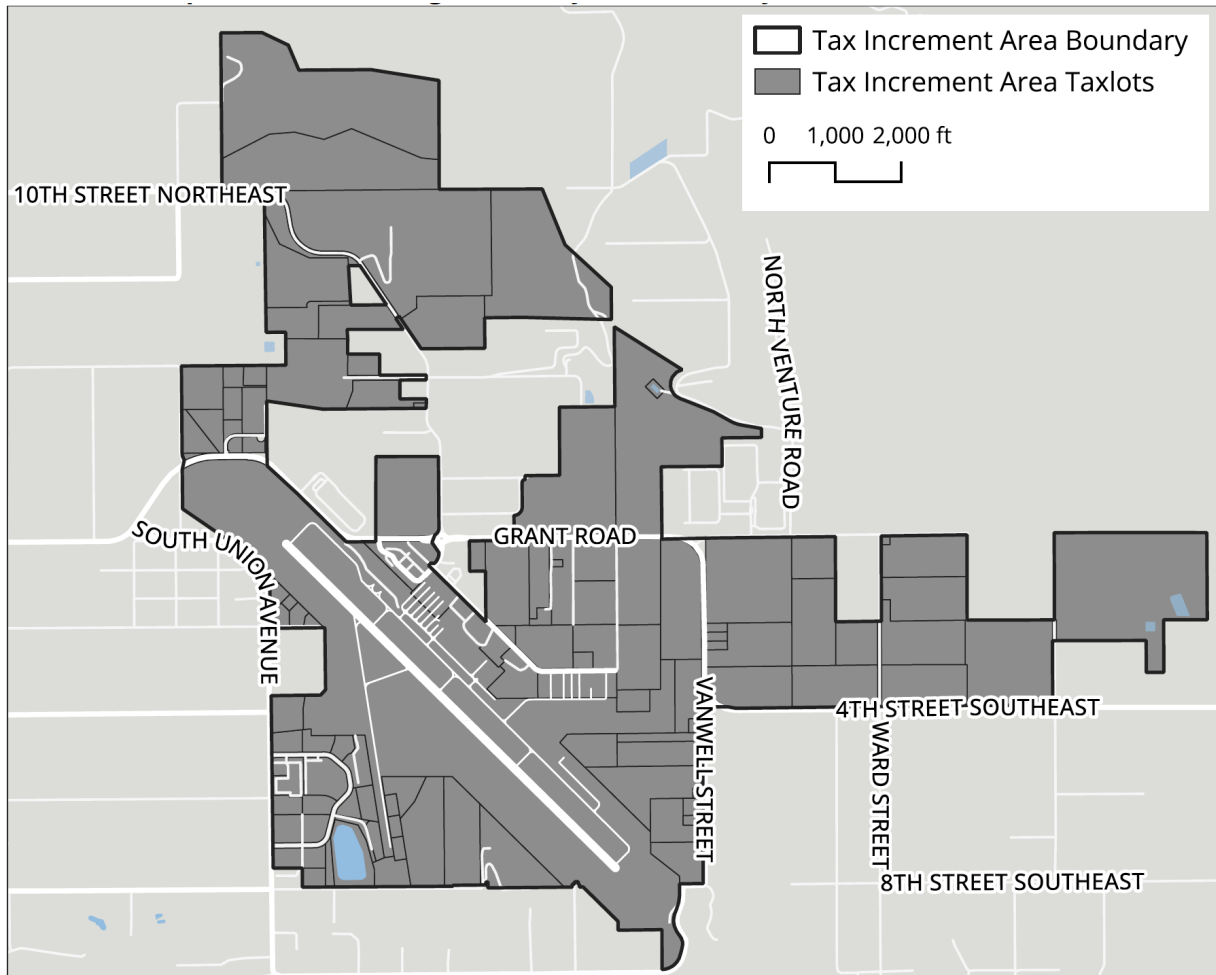 Tax Increment Area Boundary
Tax Increment Area Taxlots
0 1,000 2,000 ft
10TH STREET NORTHEAST
NORTH VENTURE ROAD
SOUTH UNION AVENUE
GRANT ROAD
VANWELL STREET
4TH STREET SOUTHEAST
WARD STREET
8TH STREET SOUTHEAST